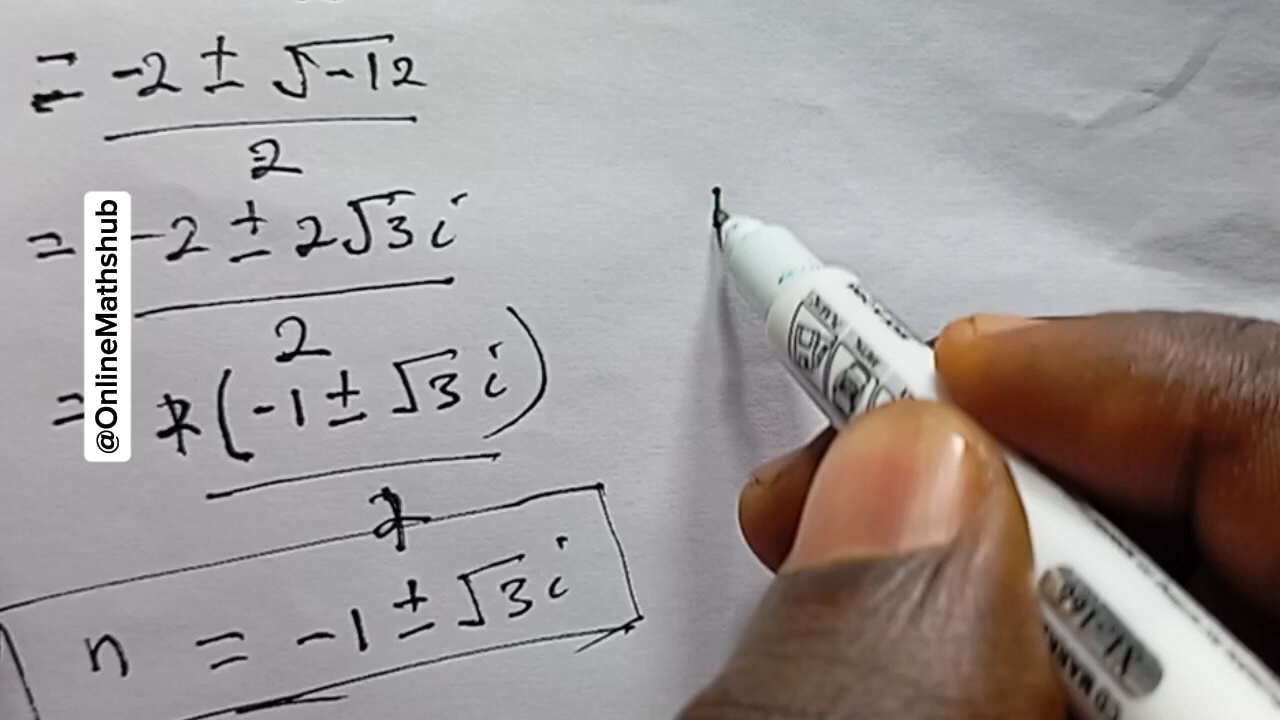 = -2 ± √-12
2
= -2 ± 2√3 i
2
= 2(-1 ± √3 i)
2
n = -1 ± √3 i
@OnlineMathshub